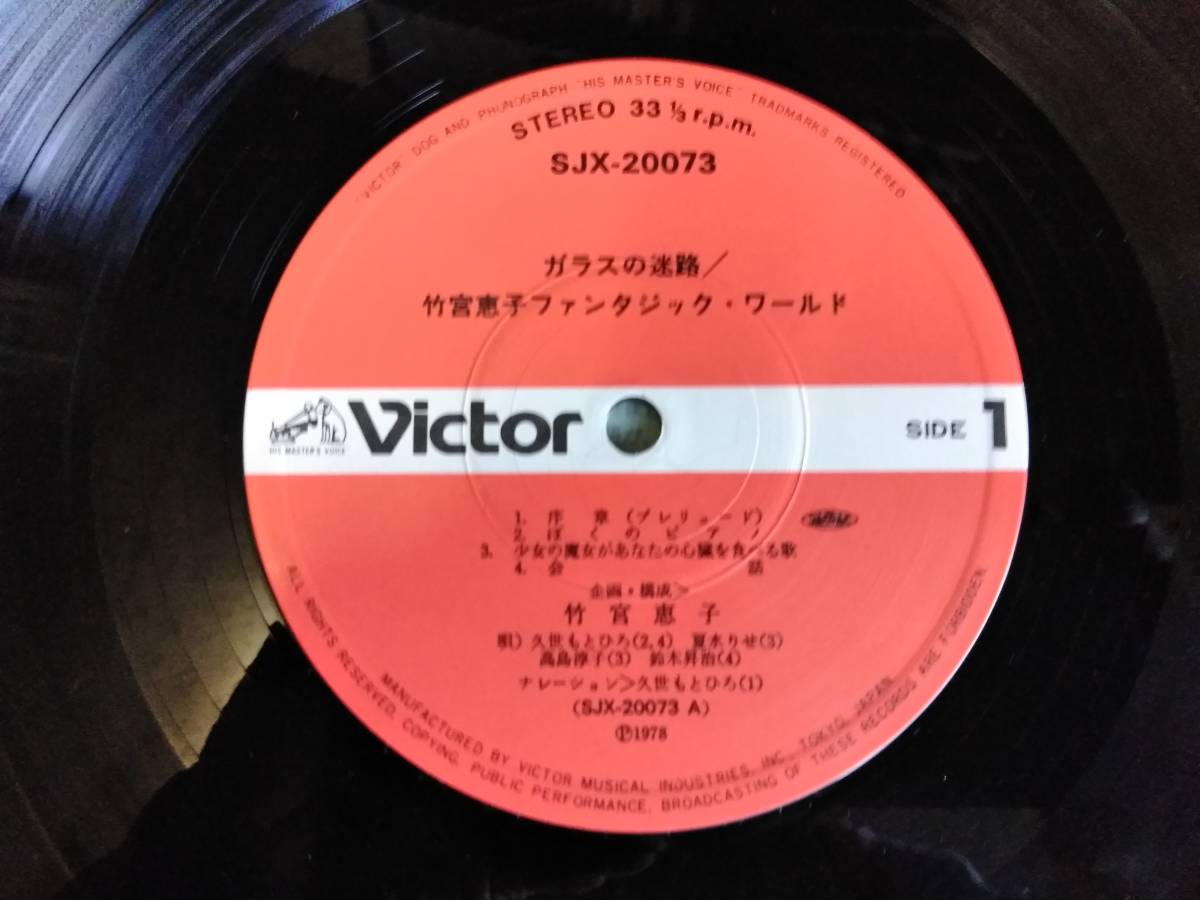 "VICTOR" DOG AND PHONOGRAPH "HIS MASTER'S VOICE" TRADMARKS REGISTERED
STEREO 33 1/3 r.p.m.
SJX-20073
ガラスの迷路/
竹宮恵子ファンタジック・ワールド
HIS MASTER'S VOICE
Victor
SIDE 1
1. 序 章(プレリュード)
2. ぼくのピアノ
3. 少女の魔女があなたの心臓を食べる歌
4. 会 話
企画・構成>
竹宮恵子
唄)久世もとひろ(2,4) 夏水りせ(3)
高島淳子(3) 鈴木昇治(4)
ナレーション>久世もとひろ(1)
(SJX-20073 A)
℗1978
MANUFACTURED BY VICTOR MUSICAL INDUSTRIES, INC. TOKYO, JAPAN.
ALL RIGHTS RESERVED. COPYING, PUBLIC PERFORMANCE, BROADCASTING OF THESE RECORDS ARE FORBIDDEN